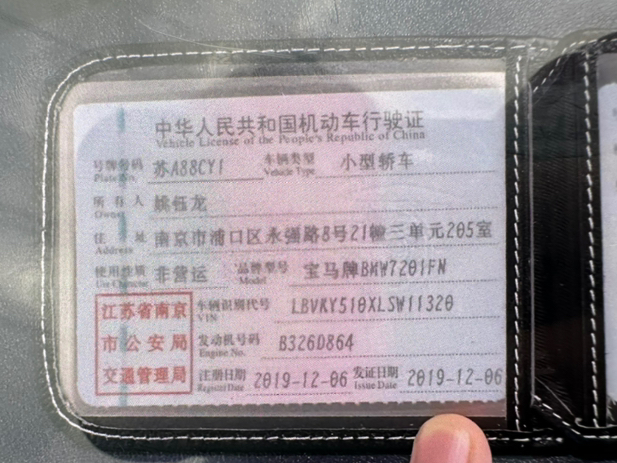 中华人民共和国机动车行驶证
Vehicle License of the People's Republic of China
号牌号码 苏A88CY1 车辆类型 小型轿车
Plate No. Vehicle Type
所有人 姚钰龙
Owner
住址 南京市浦口区永强路8号21幢三单元205室
Address
使用性质 非营运 品牌型号 宝马牌BMW7201FN
Use Character Model
江苏省南京
市公安局
交通管理局
车辆识别代号 LBVKY510XLSW11320
VIN
发动机号码 B3260864
Engine No.
注册日期 2019-12-06 发证日期 2019-12-06
Register Date Issue Date